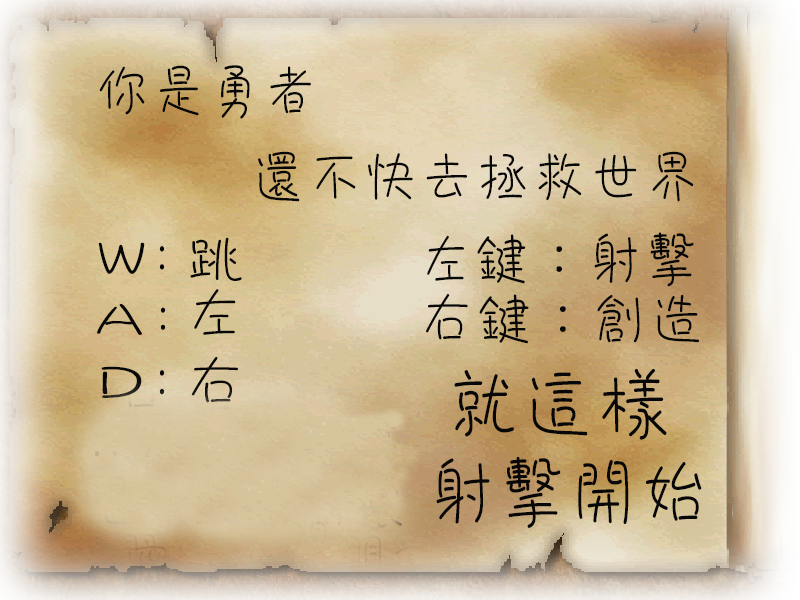 你是勇者
還不快去拯救世界
W：跳
左鍵：射擊
A：左
右鍵：創造
D：右
就這樣
射擊開始